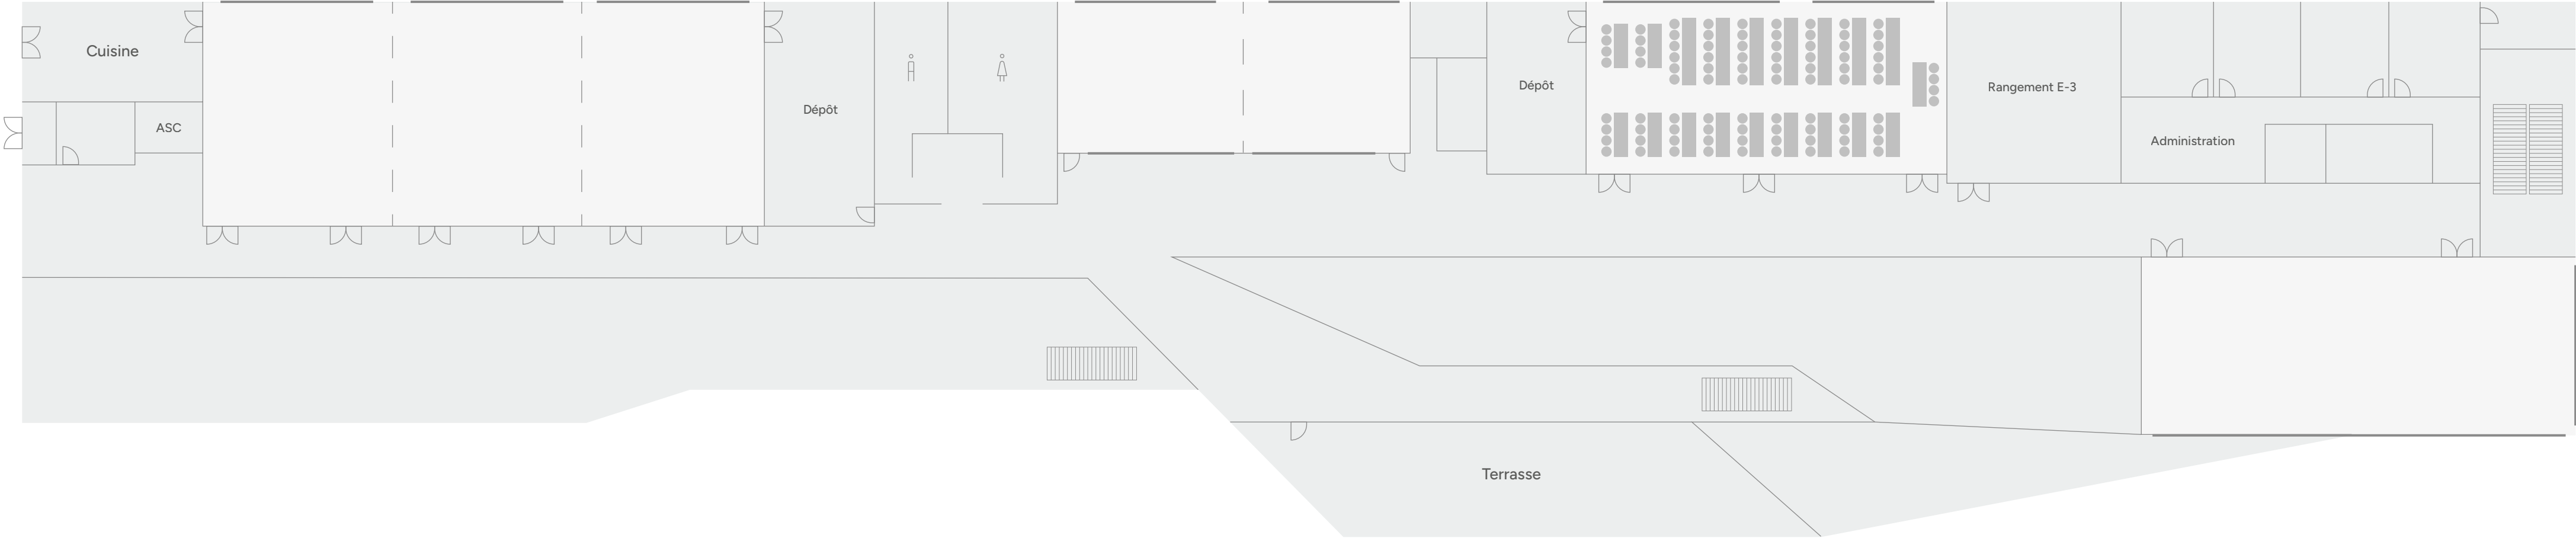 Cuisine
ASC
Dépôt
Dépôt
Rangement E-3
Administration
Terrasse